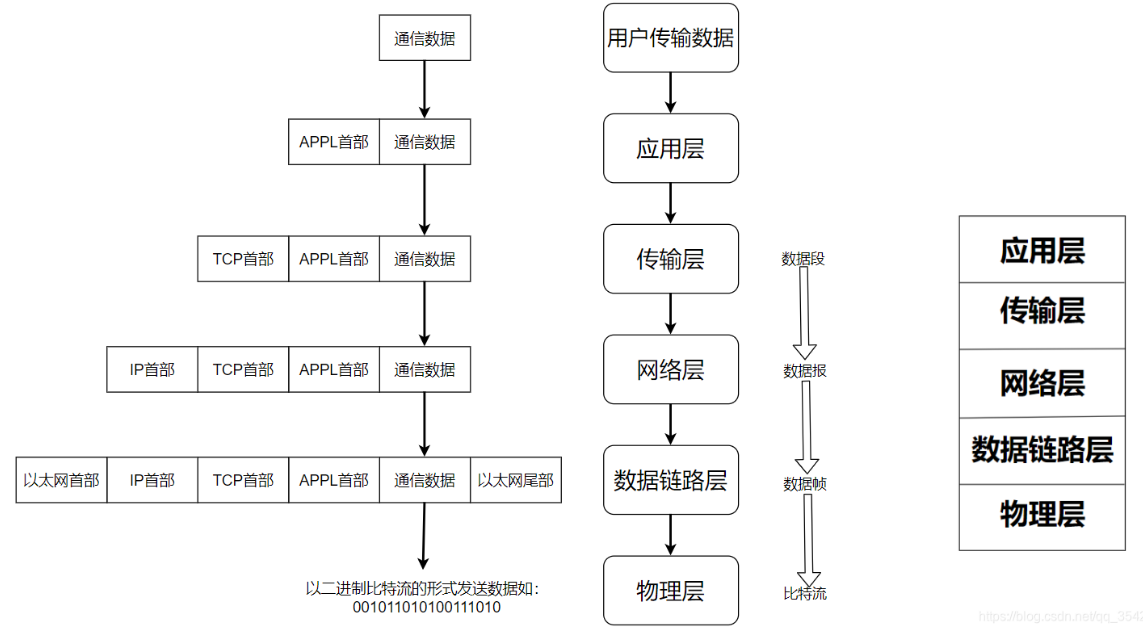 通信数据
用户传输数据
APPL首部 通信数据
应用层
TCP首部 APPL首部 通信数据
传输层
数据段
IP首部 TCP首部 APPL首部 通信数据
网络层
数据报
以太网首部 IP首部 TCP首部 APPL首部 通信数据 以太网尾部
数据链路层
数据帧
以二进制比特流的形式发送数据如：
001011010100111010
物理层
比特流
应用层
传输层
网络层
数据链路层
物理层
https://blog.csdn.net/qq_3542